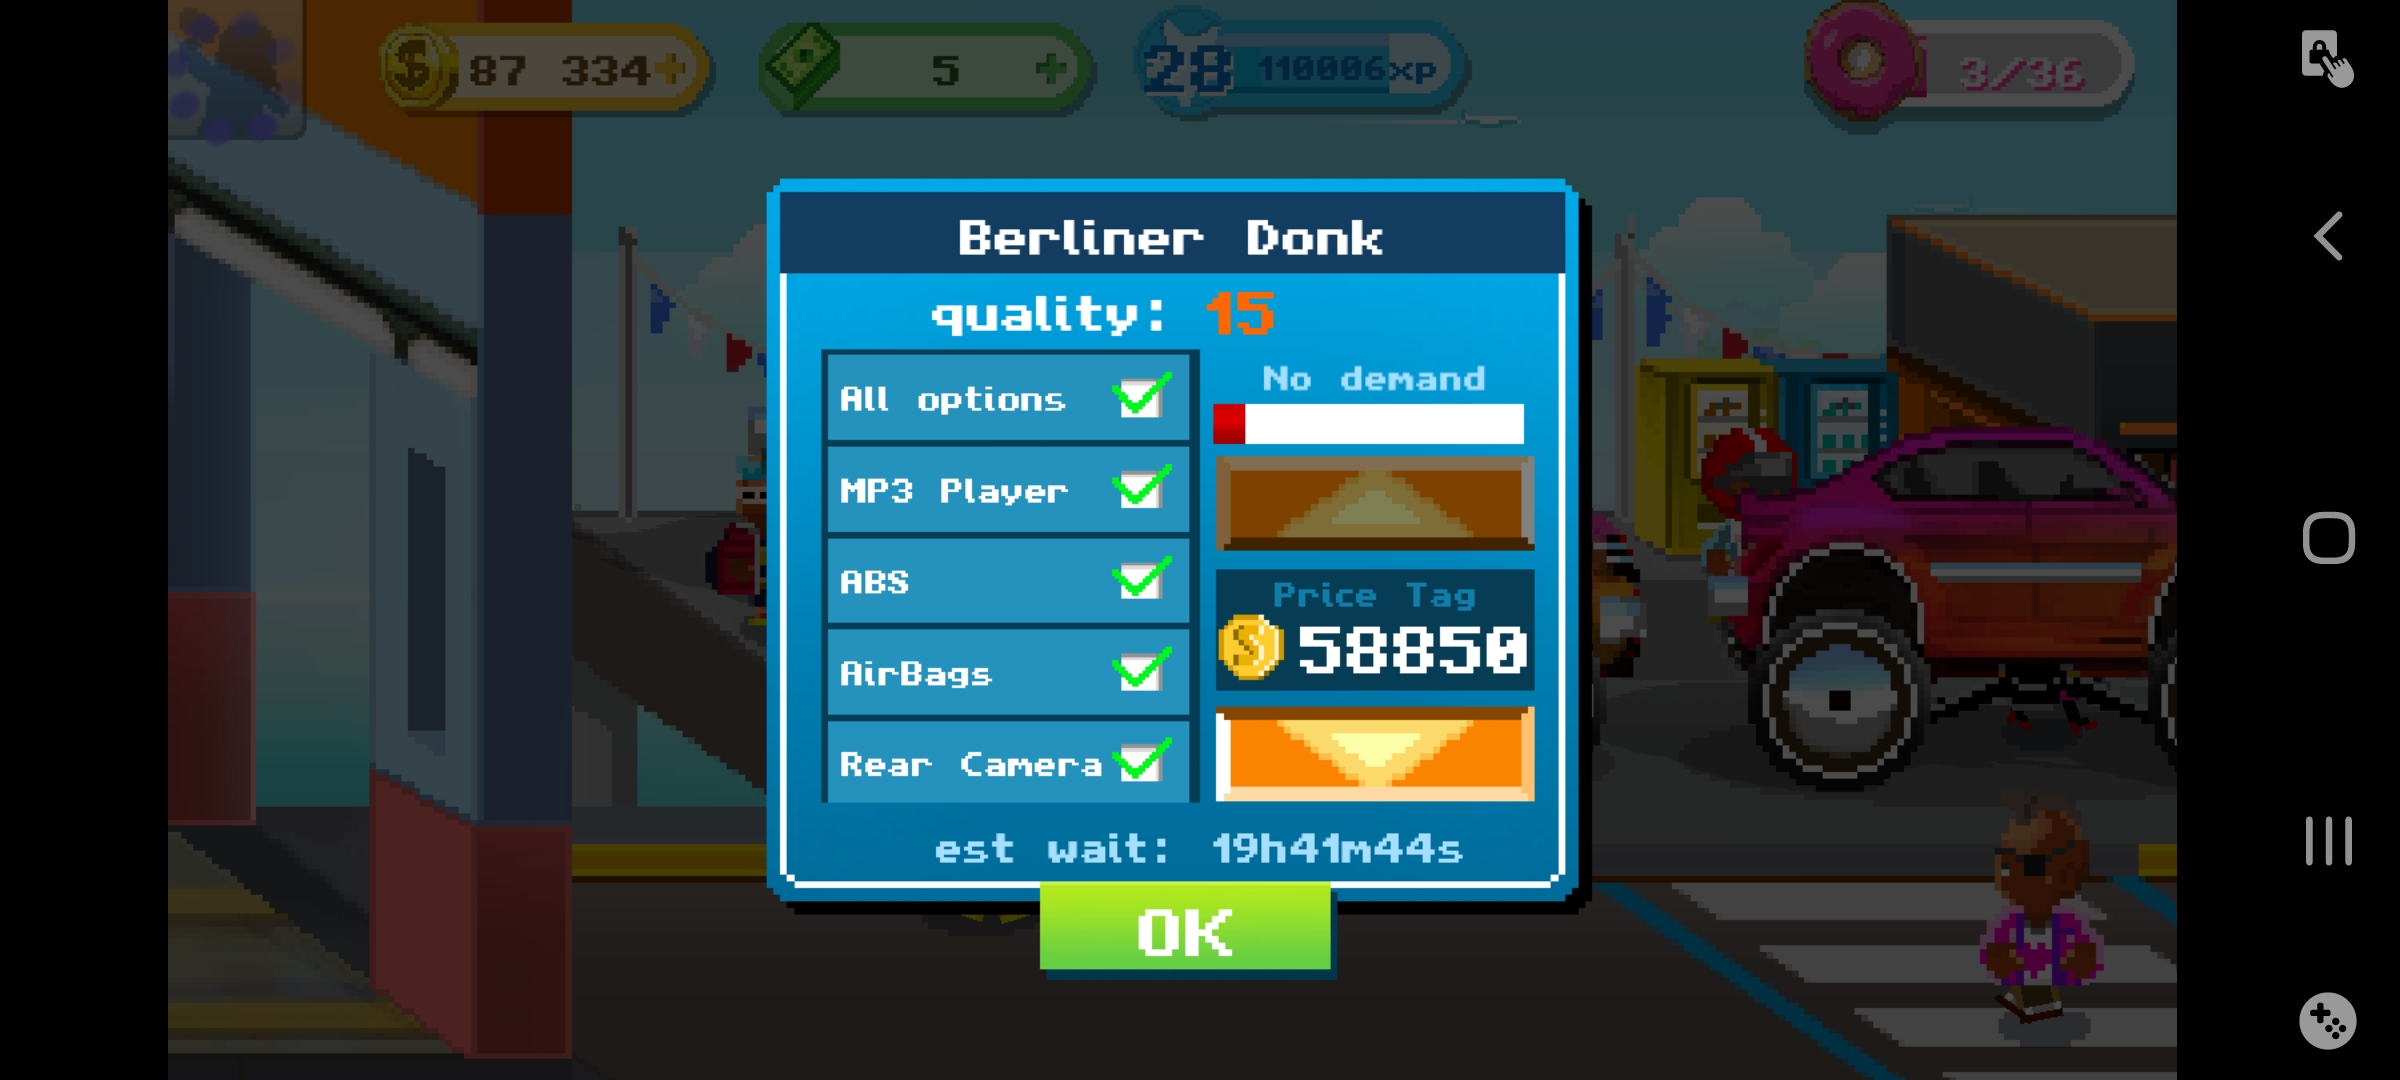 87 334
5
28 110006xp
3/36
Berliner Donk
quality: 15
All options
No demand
MP3 Player
ABS
Price Tag
58850
AirBags
Rear Camera
est wait: 19h41m44s
OK